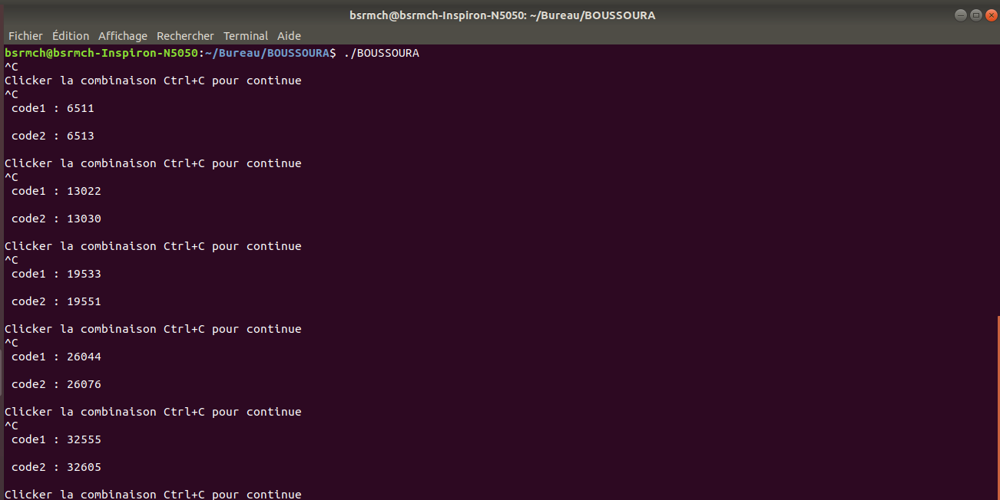 bsrmch@bsrmch-Inspiron-N5050: ~/Bureau/BOUSSOURA
Fichier Édition Affichage Rechercher Terminal Aide
bsrmch@bsrmch-Inspiron-N5050:~/Bureau/BOUSSOURA$ ./BOUSSOURA
^C
Clicker la combinaison Ctrl+C pour continue
^C
code1 : 6511
code2 : 6513
Clicker la combinaison Ctrl+C pour continue
^C
code1 : 13022
code2 : 13030
Clicker la combinaison Ctrl+C pour continue
^C
code1 : 19533
code2 : 19551
Clicker la combinaison Ctrl+C pour continue
^C
code1 : 26044
code2 : 26076
Clicker la combinaison Ctrl+C pour continue
^C
code1 : 32555
code2 : 32605
Clicker la combinaison Ctrl+C pour continue